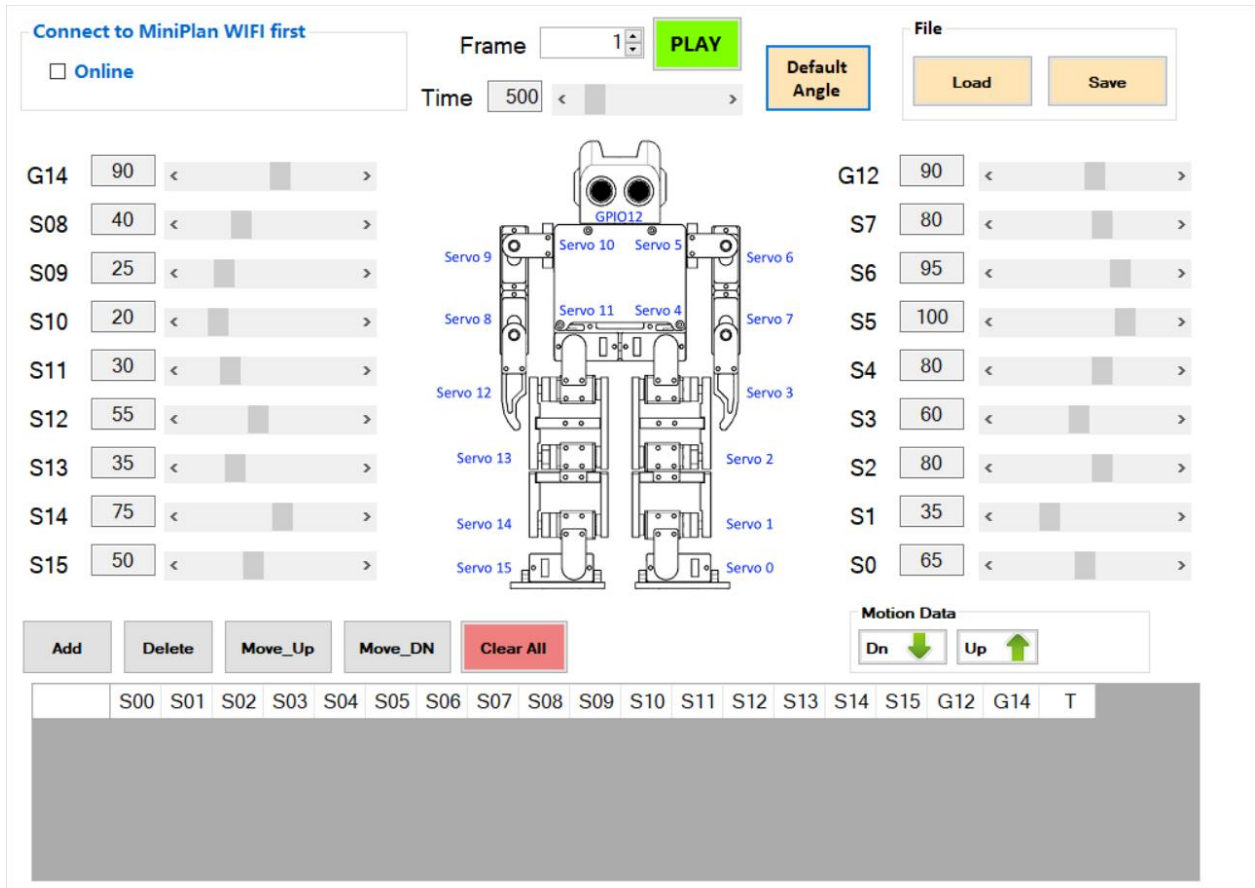 Connect to MiniPlan WIFI first
Online
Frame 1 PLAY
Time 500
Default
Angle
File
Load Save
G14 90
S08 40
S09 25
S10 20
S11 30
S12 55
S13 35
S14 75
S15 50
GPIO12
Servo 10 Servo 5
Servo 9 Servo 6
Servo 11 Servo 4
Servo 8 Servo 7
Servo 12 Servo 3
Servo 13 Servo 2
Servo 14 Servo 1
Servo 15 Servo 0
G12 90
S7 80
S6 95
S5 100
S4 80
S3 60
S2 80
S1 35
S0 65
Add Delete Move_Up Move_DN Clear All
Motion Data
Dn Up
S00 S01 S02 S03 S04 S05 S06 S07 S08 S09 S10 S11 S12 S13 S14 S15 G12 G14 T